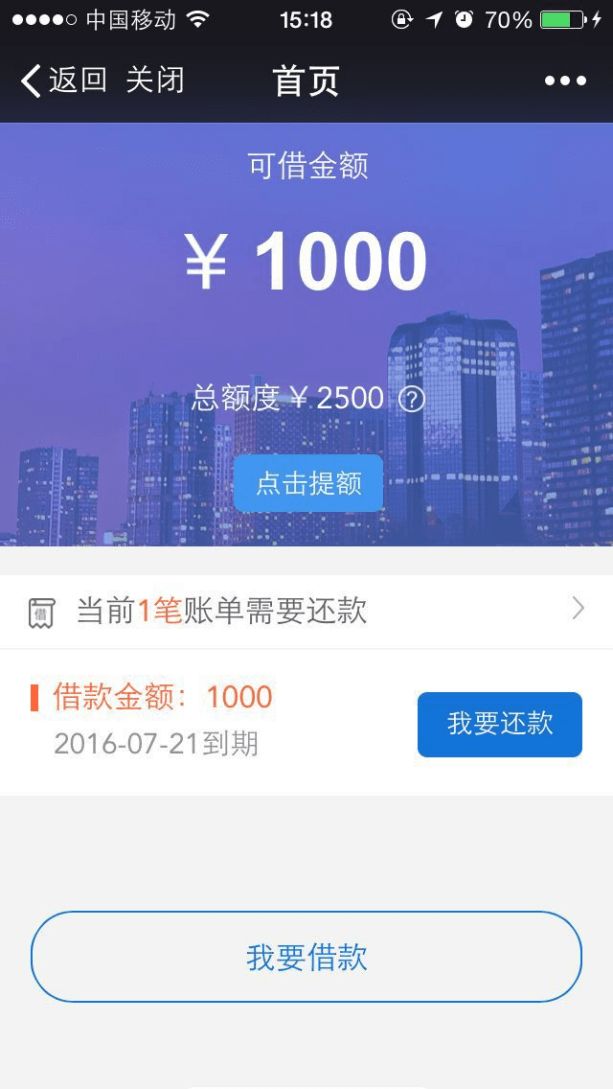 中国移动 15:18 70%
返回 关闭 首页
可借金额
￥1000
总额度￥2500 ?
点击提额
借 当前1笔账单需要还款
借款金额：1000
2016-07-21到期
我要还款
我要借款